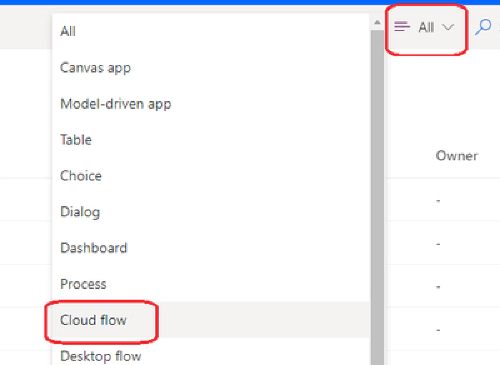 All
All
Canvas app
Model-driven app
Table
Owner
Choice
-
Dialog
-
Dashboard
-
Process
Cloud flow
-
Desktop flow